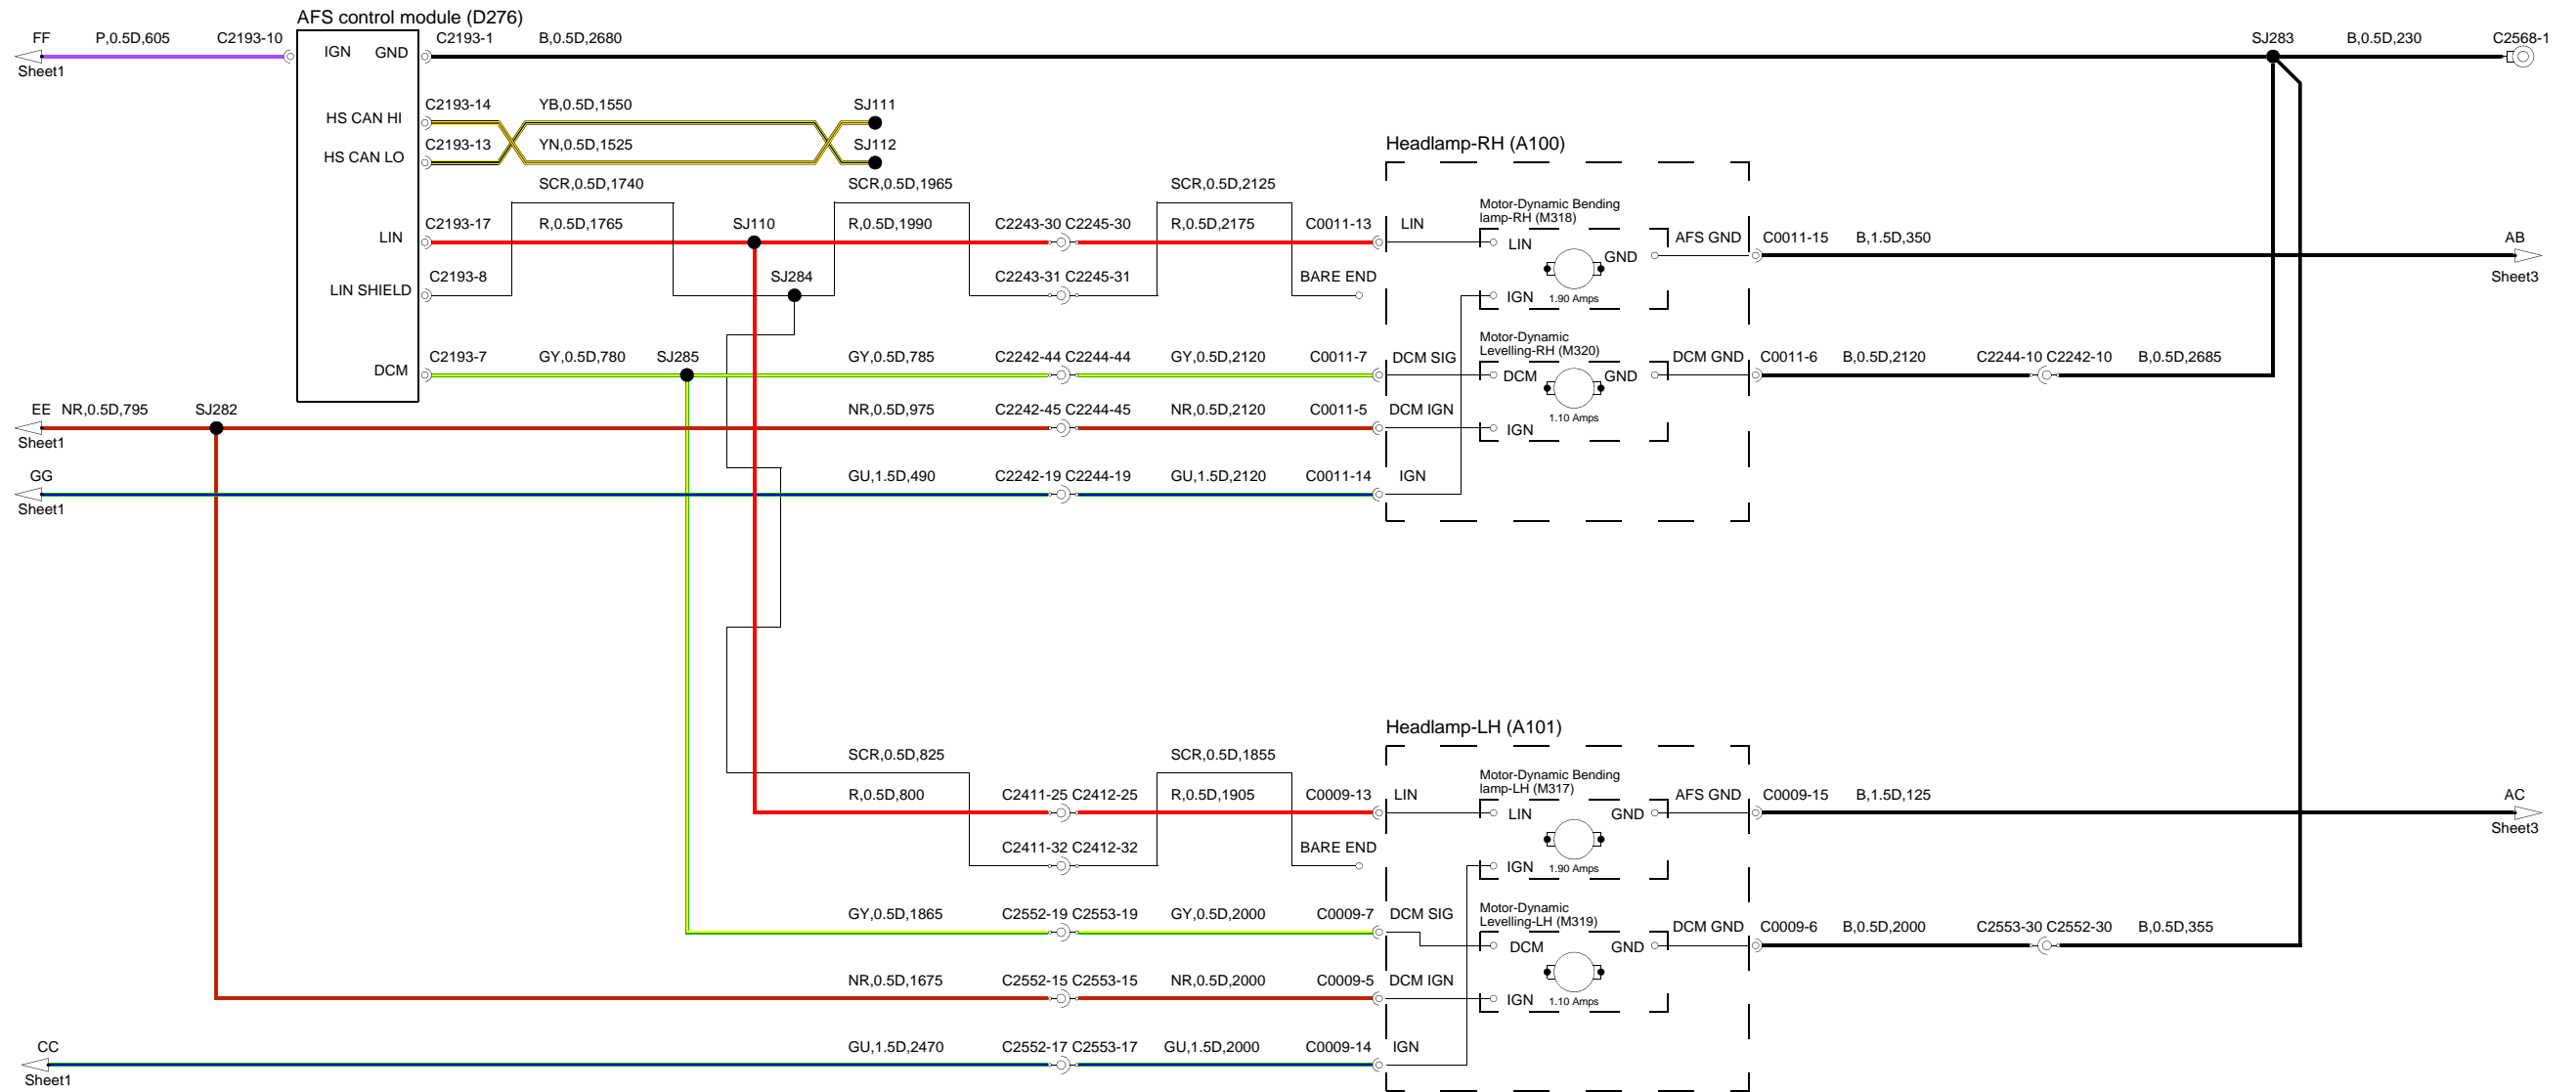 AFS control module (D276)
FF P,0.5D,605 C2193-10 IGN GND C2193-1 B,0.5D,2680 SJ283 B,0.5D,230 C2568-1
Sheet1
C2193-14 YB,0.5D,1550 SJ111
HS CAN HI
C2193-13 YN,0.5D,1525 SJ112
HS CAN LO
Headlamp-RH (A100)
SCR,0.5D,1740 SCR,0.5D,1965 SCR,0.5D,2125
Motor-Dynamic Bending
lamp-RH (M318)
C2193-17 R,0.5D,1765 SJ110 R,0.5D,1990 C2243-30 C2245-30 R,0.5D,2175 C0011-13 LIN
LIN LIN GND AFS GND C0011-15 B,1.5D,350 AB
Sheet3
C2193-8 SJ284 C2243-31 C2245-31 BARE END
LIN SHIELD IGN 1.90 Amps
Motor-Dynamic
Levelling-RH (M320)
C2193-7 GY,0.5D,780 SJ285 GY,0.5D,785 C2242-44 C2244-44 GY,0.5D,2120 C0011-7 DCM SIG DCM GND C0011-6 B,0.5D,2120 C2244-10 C2242-10 B,0.5D,2685
DCM DCM GND
1.10 Amps
EE NR,0.5D,795 SJ282 NR,0.5D,975 C2242-45 C2244-45 NR,0.5D,2120 C0011-5 DCM IGN
Sheet1 IGN
GG GU,1.5D,490 C2242-19 C2244-19 GU,1.5D,2120 C0011-14 IGN
Sheet1
Headlamp-LH (A101)
SCR,0.5D,825 SCR,0.5D,1855
Motor-Dynamic Bending
lamp-LH (M317)
R,0.5D,800 C2411-25 C2412-25 R,0.5D,1905 C0009-13 LIN AFS GND C0009-15 B,1.5D,125 AC
LIN GND Sheet3
C2411-32 C2412-32 BARE END
IGN 1.90 Amps
Motor-Dynamic
Levelling-LH (M319)
GY,0.5D,1865 C2552-19 C2553-19 GY,0.5D,2000 C0009-7 DCM SIG DCM GND C0009-6 B,0.5D,2000 C2553-30 C2552-30 B,0.5D,355
DCM GND
NR,0.5D,1675 C2552-15 C2553-15 NR,0.5D,2000 C0009-5 DCM IGN
IGN 1.10 Amps
CC GU,1.5D,2470 C2552-17 C2553-17 GU,1.5D,2000 C0009-14 IGN
Sheet1